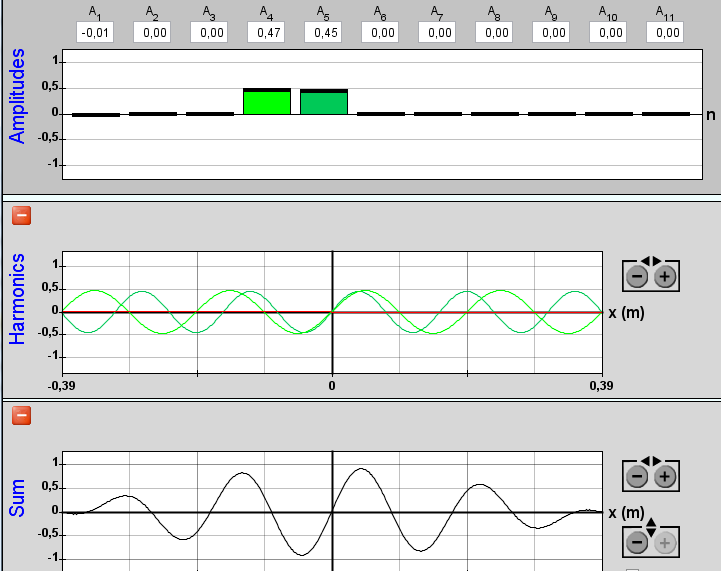 A1 A2 A3 A4 A5 A6 A7 A8 A9 A10 A11
-0,01 0,00 0,00 0,47 0,45 0,00 0,00 0,00 0,00 0,00 0,00
Amplitudes
1
0,5
0
-0,5
-1
n
Harmonics
1
0,5
0
-0,5
-1
x (m)
-0,39 0 0,39
Sum
1
0,5
0
-0,5
-1
x (m)